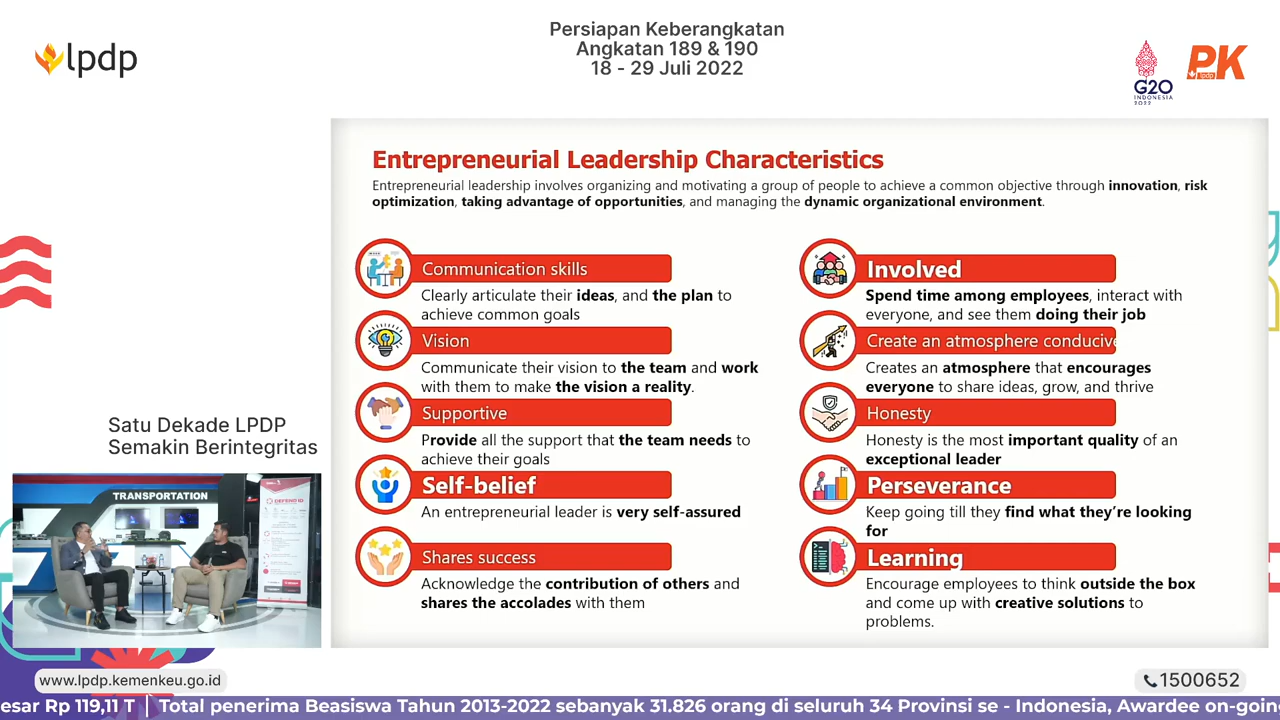 lpdp
Persiapan Keberangkatan
Angkatan 189 & 190
18 - 29 Juli 2022
G20
INDONESIA
2022
PK
lpdp
Entrepreneurial Leadership Characteristics
Entrepreneurial leadership involves organizing and motivating a group of people to achieve a common objective through innovation, risk
optimization, taking advantage of opportunities, and managing the dynamic organizational environment.
Communication skills
Clearly articulate their ideas, and the plan to
achieve common goals
Vision
Communicate their vision to the team and work
with them to make the vision a reality.
Supportive
Provide all the support that the team needs to
achieve their goals
Self-belief
An entrepreneurial leader is very self-assured
Shares success
Acknowledge the contribution of others and
shares the accolades with them
Involved
Spend time among employees, interact with
everyone, and see them doing their job
Create an atmosphere conducive
Creates an atmosphere that encourages
everyone to share ideas, grow, and thrive
Honesty
Honesty is the most important quality of an
exceptional leader
Perseverance
Keep going till they find what they're looking
for
Learning
Encourage employees to think outside the box
and come up with creative solutions to
problems.
Satu Dekade LPDP
Semakin Berintegritas
TRANSPORTATION
DEFEND ID
www.lpdp.kemenkeu.go.id
1500652
esar Rp 119,11 T | Total penerima Beasiswa Tahun 2013-2022 sebanyak 31.826 orang di seluruh 34 Provinsi se - Indonesia, Awardee on-going